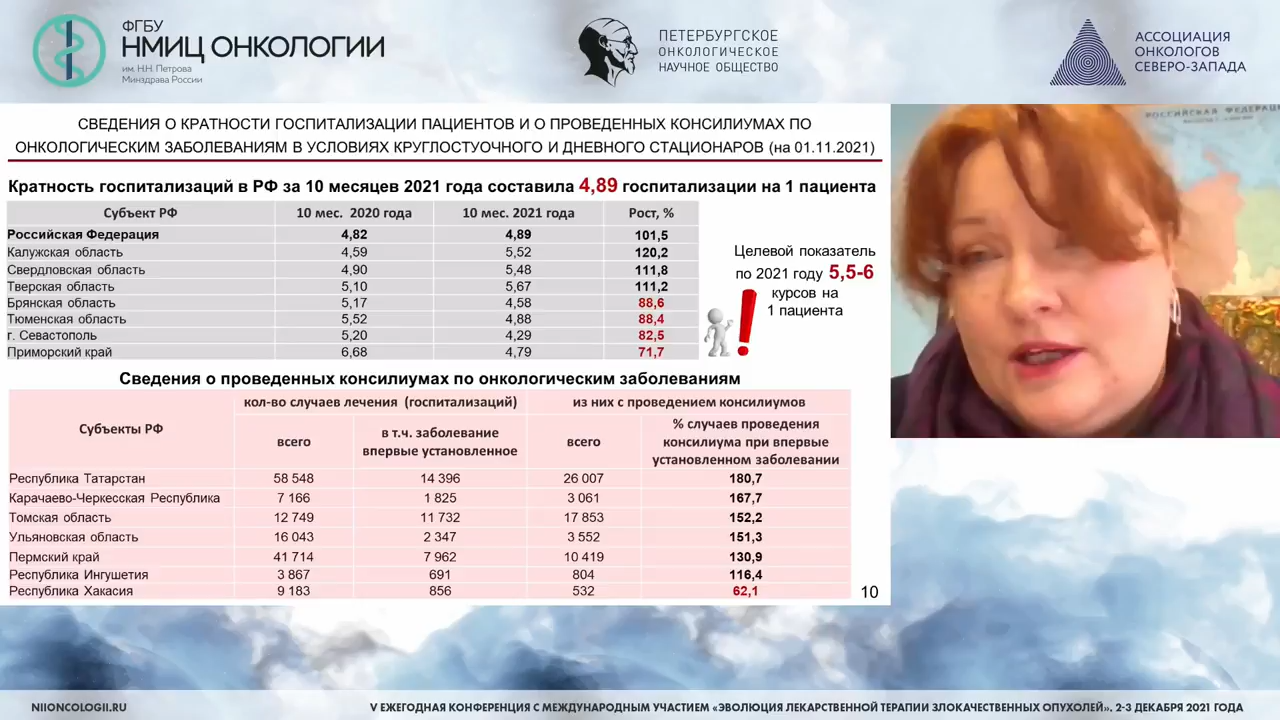 ФГБУ
НМИЦ ОНКОЛОГИИ
им. Н.Н. Петрова
Минздрава России
ПЕТЕРБУРГСКОЕ
ОНКОЛОГИЧЕСКОЕ
НАУЧНОЕ ОБЩЕСТВО
АССОЦИАЦИЯ
ОНКОЛОГОВ
СЕВЕРО-ЗАПАДА
СВЕДЕНИЯ О КРАТНОСТИ ГОСПИТАЛИЗАЦИИ ПАЦИЕНТОВ И О ПРОВЕДЕННЫХ КОНСИЛИУМАХ ПО
ОНКОЛОГИЧЕСКИМ ЗАБОЛЕВАНИЯМ В УСЛОВИЯХ КРУГЛОСТУОЧНОГО И ДНЕВНОГО СТАЦИОНАРОВ (на 01.11.2021)
Кратность госпитализаций в РФ за 10 месяцев 2021 года составила 4,89 госпитализации на 1 пациента
Субъект РФ 10 мес. 2020 года 10 мес. 2021 года Рост, %
Российская Федерация 4,82 4,89 101,5
Калужская область 4,59 5,52 120,2
Свердловская область 4,90 5,48 111,8
Тверская область 5,10 5,67 111,2
Брянская область 5,17 4,58 88,6
Тюменская область 5,52 4,88 88,4
г. Севастополь 5,20 4,29 82,5
Приморский край 6,68 4,79 71,7
Целевой показатель
по 2021 году 5,5-6
курсов на
1 пациента
Сведения о проведенных консилиумах по онкологическим заболеваниям
Субъекты РФ
кол-во случаев лечения (госпитализаций) из них с проведением консилиумов
всего
в т.ч. заболевание
впервые установленное
всего
% случаев проведения
консилиума при впервые
установленном заболевании
Республика Татарстан 58 548 14 396 26 007 180,7
Карачаево-Черкесская Республика 7 166 1 825 3 061 167,7
Томская область 12 749 11 732 17 853 152,2
Ульяновская область 16 043 2 347 3 552 151,3
Пермский край 41 714 7 962 10 419 130,9
Республика Ингушетия 3 867 691 804 116,4
Республика Хакасия 9 183 856 532 62,1
10
РОССИЙСКАЯ ФЕДЕРАЦ
NIIONCOLOGII.RU
V ЕЖЕГОДНАЯ КОНФЕРЕНЦИЯ С МЕЖДУНАРОДНЫМ УЧАСТИЕМ «ЭВОЛЮЦИЯ ЛЕКАРСТВЕННОЙ ТЕРАПИИ ЗЛОКАЧЕСТВЕННЫХ ОПУХОЛЕЙ». 2-3 ДЕКАБРЯ 2021 ГОДА